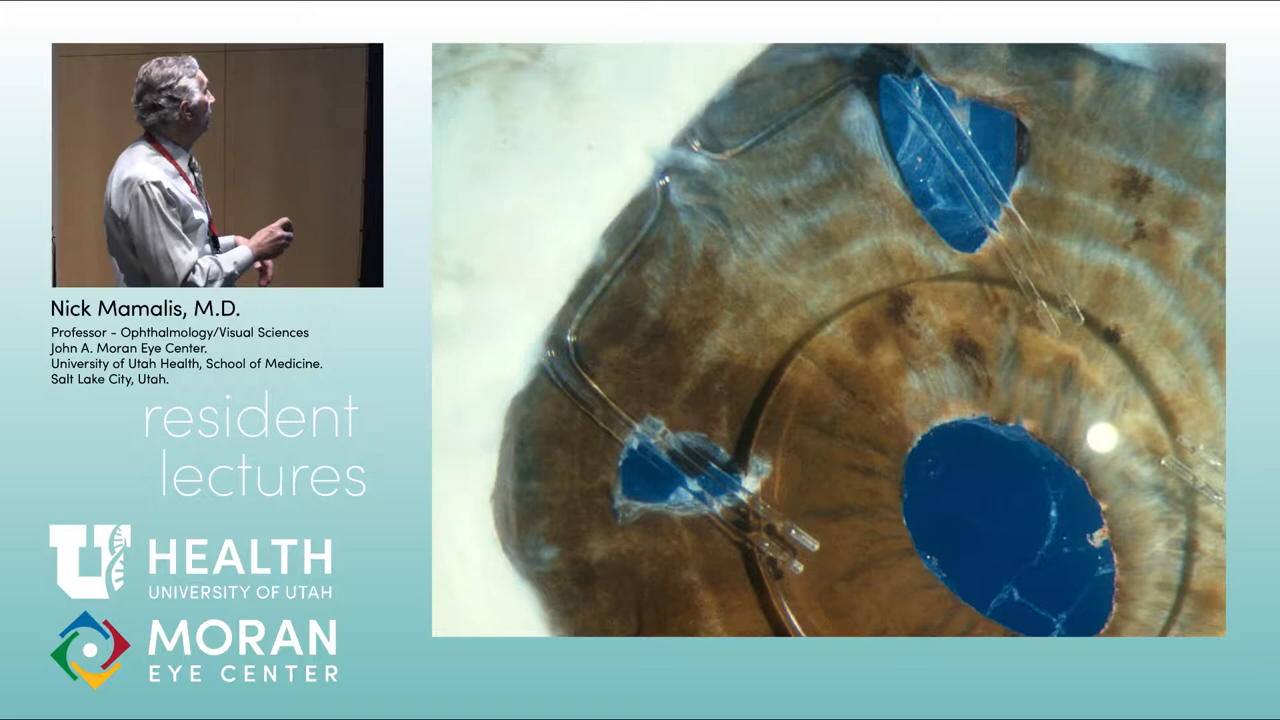 Nick Mamalis, M.D.
Professor - Ophthalmology/Visual Sciences
John A. Moran Eye Center.
University of Utah Health, School of Medicine.
Salt Lake City, Utah.
resident
lectures
U HEALTH
UNIVERSITY OF UTAH
MORAN
EYE CENTER